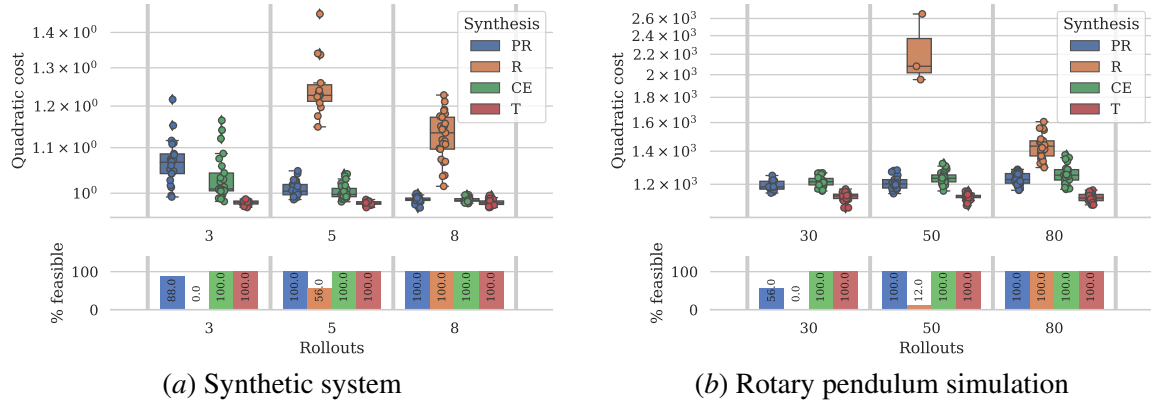 Quadratic cost
1.4 × 10⁰
1.3 × 10⁰
1.2 × 10⁰
1.1 × 10⁰
10⁰
Synthesis
PR
R
CE
T
3
5
8
% feasible
100
0
88.0
0.0
100.0
100.0
100.0
56.0
100.0
100.0
100.0
100.0
100.0
100.0
3
5
8
Rollouts
(a) Synthetic system
Quadratic cost
2.6 × 10³
2.4 × 10³
2.2 × 10³
2 × 10³
1.6 × 10³
1.4 × 10³
1.2 × 10³
Synthesis
PR
R
CE
T
30
50
80
% feasible
100
0
56.0
0.0
100.0
100.0
100.0
12.0
100.0
100.0
100.0
100.0
100.0
100.0
30
50
80
Rollouts
(b) Rotary pendulum simulation